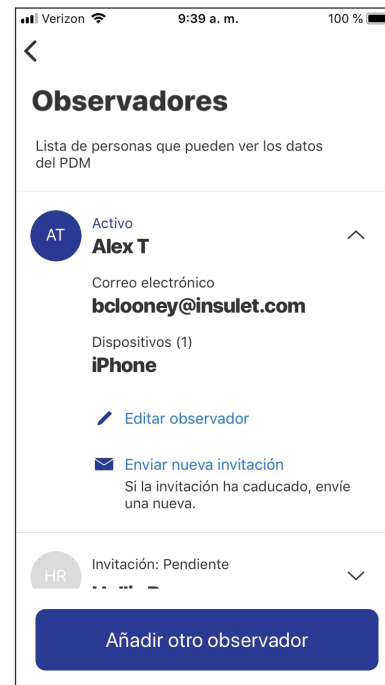 Verizon 9:39 a. m. 100 %
Observadores
Lista de personas que pueden ver los datos
del PDM
AT
Activo
Alex T
Correo electrónico
bclooney@insulet.com
Dispositivos (1)
iPhone
Editar observador
Enviar nueva invitación
Si la invitación ha caducado, envíe
una nueva.
HR
Invitación: Pendiente
Añadir otro observador